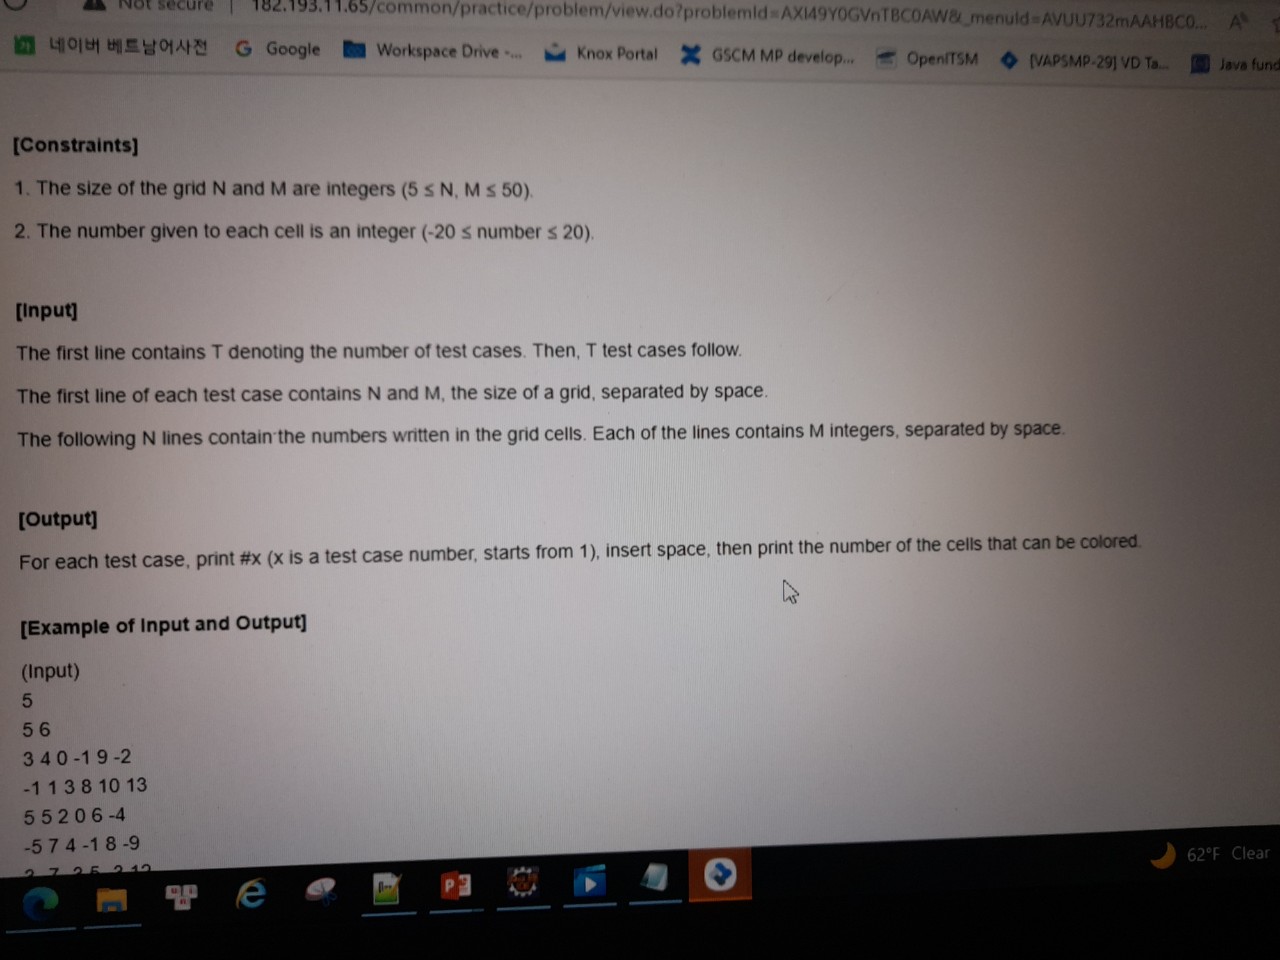 Not secure 182.193.11.65/common/practice/problem/view.do?problemId=AXI49Y0GVnTBC0AW&_menuId=AVUU732mAAHBC0...
네이버 베트남어사전 Google Workspace Drive -... Knox Portal GSCM MP develop... OpenITSM [VAPSMP-29] VD Ta... Java fund
[Constraints]
1. The size of the grid N and M are integers (5 ≤ N, M ≤ 50).
2. The number given to each cell is an integer (-20 ≤ number ≤ 20).
[Input]
The first line contains T denoting the number of test cases. Then, T test cases follow.
The first line of each test case contains N and M, the size of a grid, separated by space.
The following N lines contain the numbers written in the grid cells. Each of the lines contains M integers, separated by space.
[Output]
For each test case, print #x (x is a test case number, starts from 1), insert space, then print the number of the cells that can be colored.
[Example of Input and Output]
(Input)
5
5 6
3 4 0 -1 9 -2
-1 1 3 8 10 13
5 5 2 0 6 -4
-5 7 4 -1 8 -9
62°F Clear